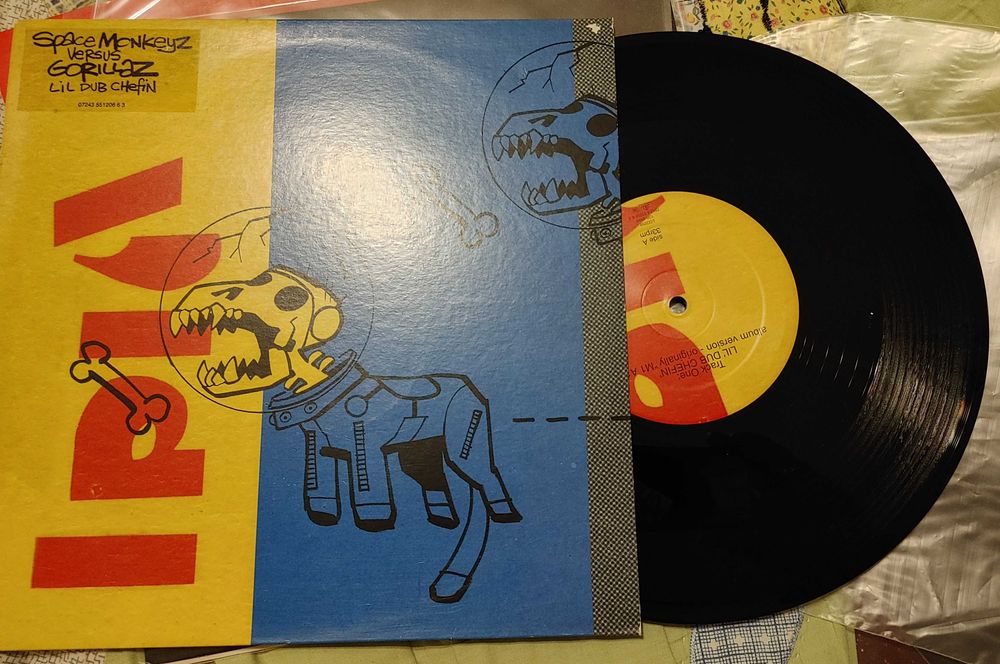 Space Monkeyz
Versus
Gorillaz
Lil Dub Chefin
07243 551206 6 3
Track One:
LIL' DUB CHEFIN'
album version - originally 'M1 A
side A
33rpm